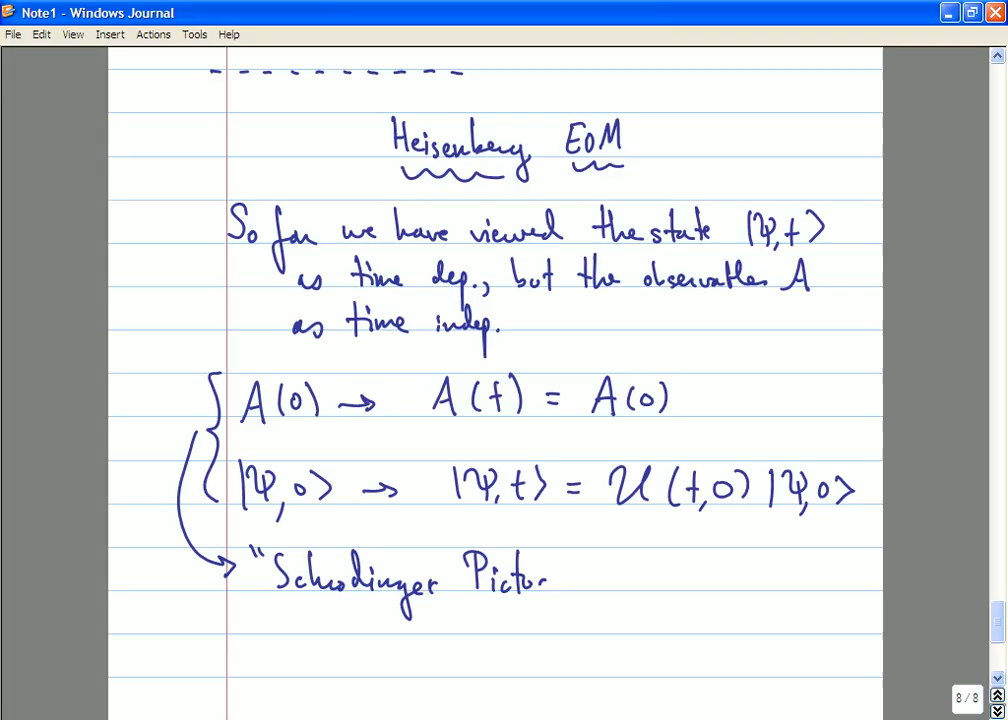 Note1 - Windows Journal
File Edit View Insert Actions Tools Help
Heisenberg EOM
So far we have viewed the state |Ψ,t⟩
as time dep., but the observables A
as time indep.
A(0) → A(t) = A(0)
|Ψ,0⟩ → |Ψ,t⟩ = U(t,0)|Ψ,0⟩
"Schrodinger Pictur
8/8